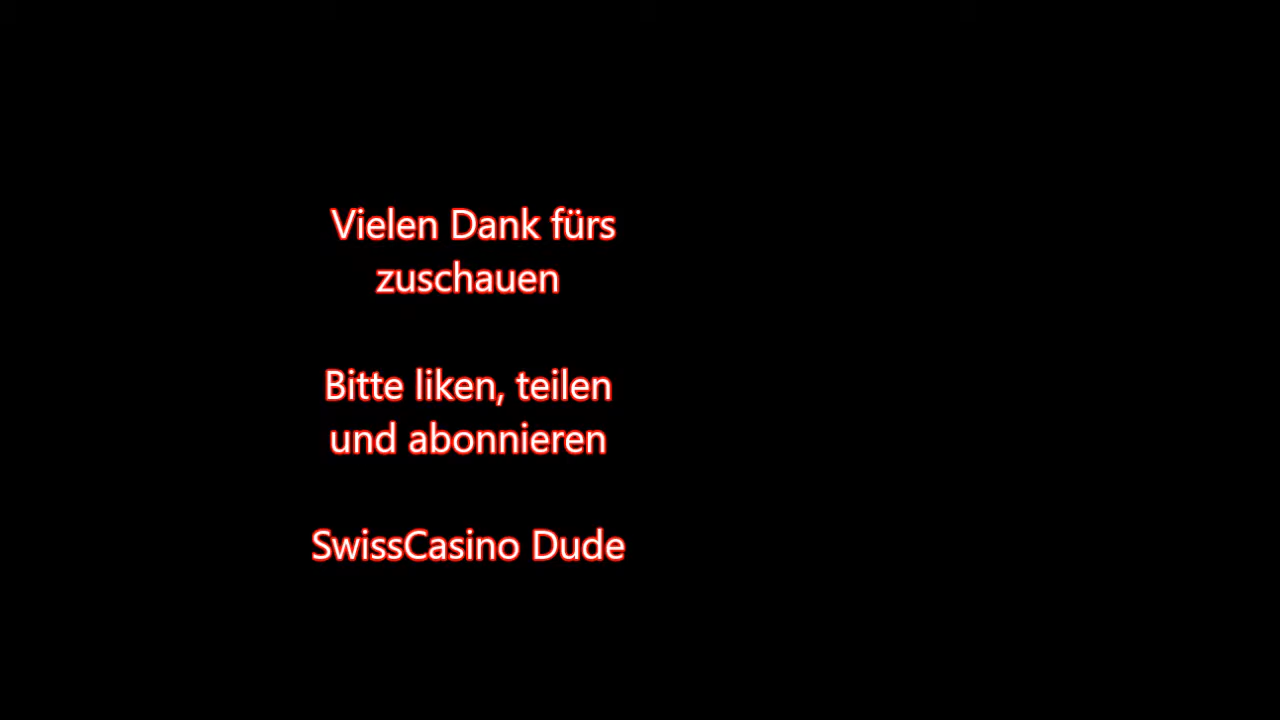 Vielen Dank fürs
zuschauen
Bitte liken, teilen
und abonnieren
SwissCasino Dude